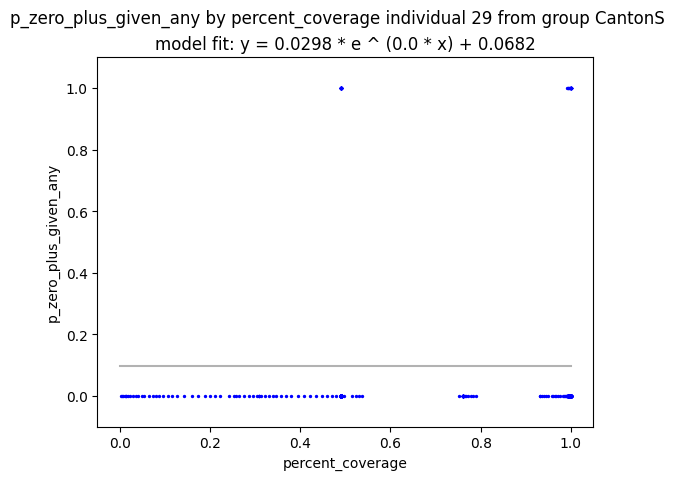 p_zero_plus_given_any by percent_coverage individual 29 from group CantonS
model fit: y = 0.0298 * e ^ (0.0 * x) + 0.0682
1.0
0.8
0.6
0.4
0.2
0.0
p_zero_plus_given_any
0.0 0.2 0.4 0.6 0.8 1.0
percent_coverage